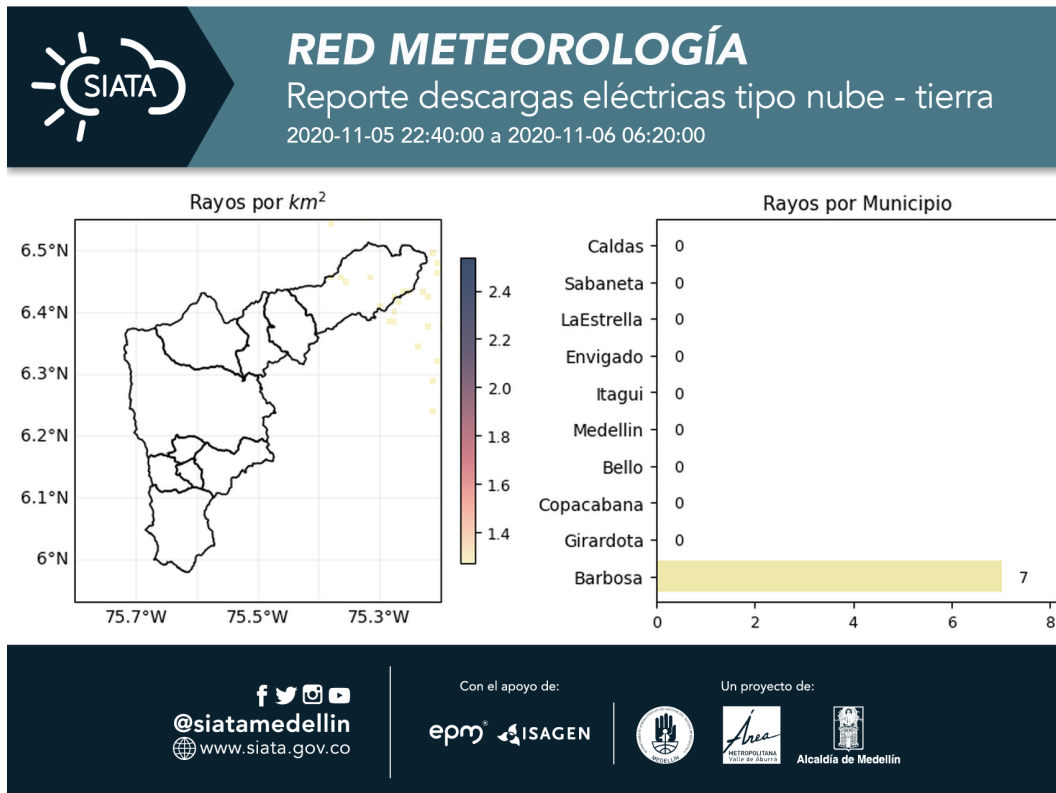 SIATA
RED METEOROLOGÍA
Reporte descargas eléctricas tipo nube - tierra
2020-11-05 22:40:00 a 2020-11-06 06:20:00
Rayos por km²
6.5°N
6.4°N
6.3°N
6.2°N
6.1°N
6°N
75.7°W
75.5°W
75.3°W
2.4
2.2
2.0
1.8
1.6
1.4
Rayos por Municipio
Caldas 0
Sabaneta 0
LaEstrella 0
Envigado 0
Itagui 0
Medellin 0
Bello 0
Copacabana 0
Girardota 0
Barbosa 7
0 2 4 6 8
@siatamedellin
www.siata.gov.co
Con el apoyo de:
epm®
ISAGEN
MEDELLÍN
Un proyecto de:
Área
METROPOLITANA
Valle de Aburrá
Alcaldía de Medellín